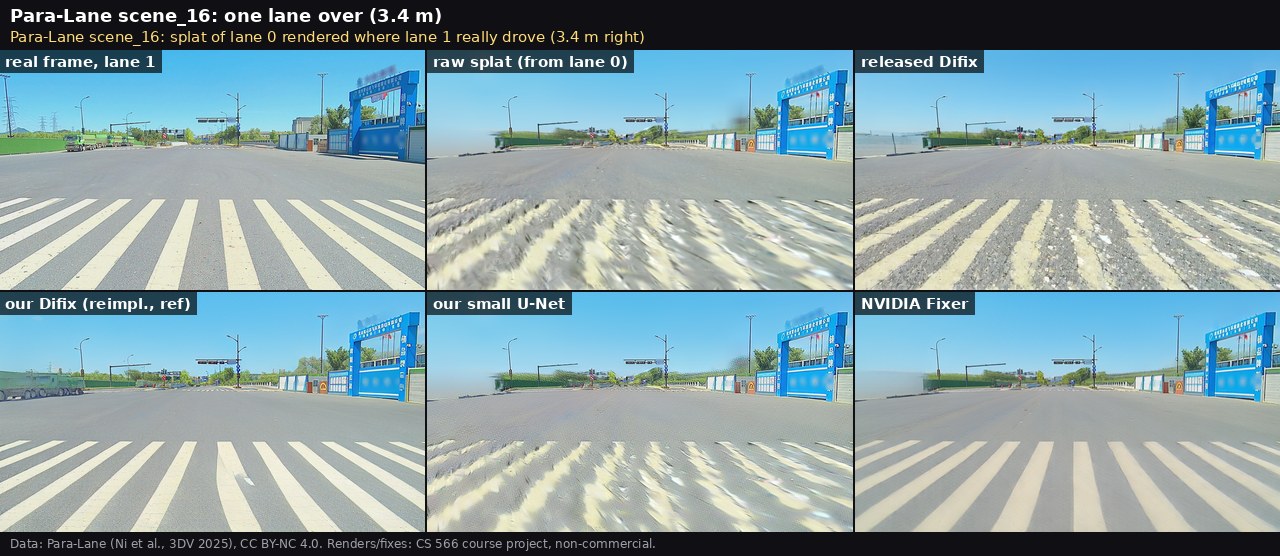 Para-Lane scene_16: one lane over (3.4 m)
Para-Lane scene_16: splat of lane 0 rendered where lane 1 really drove (3.4 m right)
real frame, lane 1
raw splat (from lane 0)
released Difix
our Difix (reimpl., ref)
our small U-Net
NVIDIA Fixer
Data: Para-Lane (Ni et al., 3DV 2025), CC BY-NC 4.0. Renders/fixes: CS 566 course project, non-commercial.